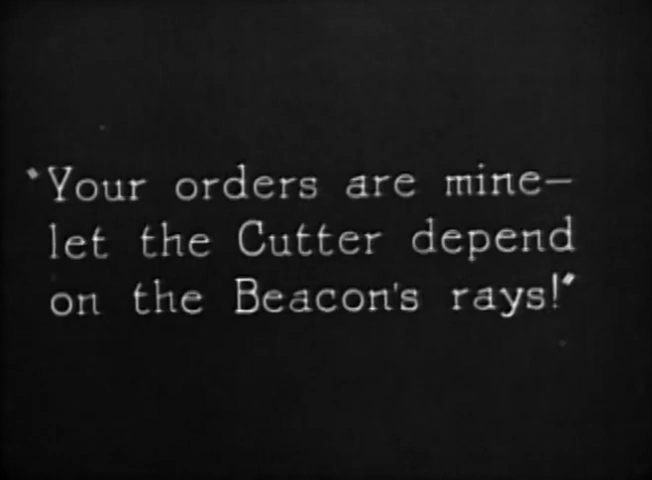 "Your orders are mine—
let the Cutter depend
on the Beacon's rays!"